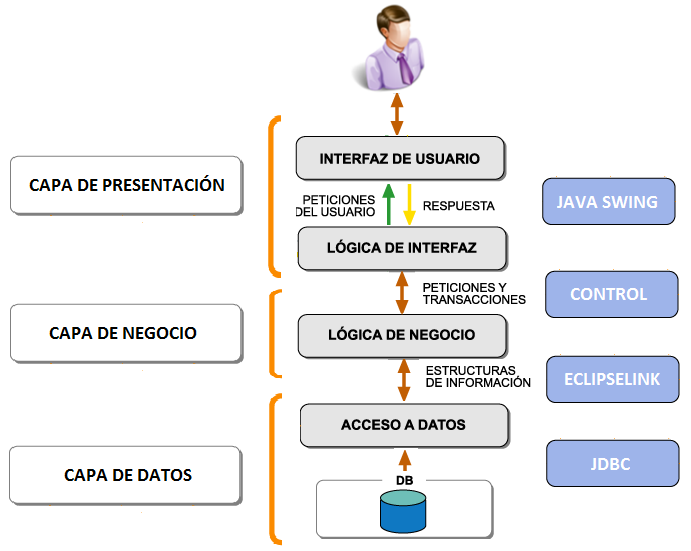 INTERFAZ DE USUARIO
CAPA DE PRESENTACIÓN
PETICIONES
DEL USUARIO
RESPUESTA
JAVA SWING
LÓGICA DE INTERFAZ
PETICIONES Y
TRANSACCIONES
CONTROL
CAPA DE NEGOCIO
LÓGICA DE NEGOCIO
ESTRUCTURAS
DE INFORMACIÓN
ECLIPSELINK
ACCESO A DATOS
CAPA DE DATOS
JDBC
DB